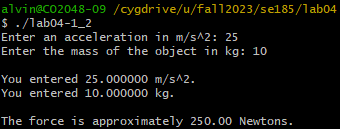 alvin@CO2048-09 /cygdrive/u/fall2023/se185/lab04
$ ./lab04-1_2
Enter an acceleration in m/s^2: 25
Enter the mass of the object in kg: 10
You entered 25.000000 m/s^2.
You entered 10.000000 kg.
The force is approximately 250.00 Newtons.